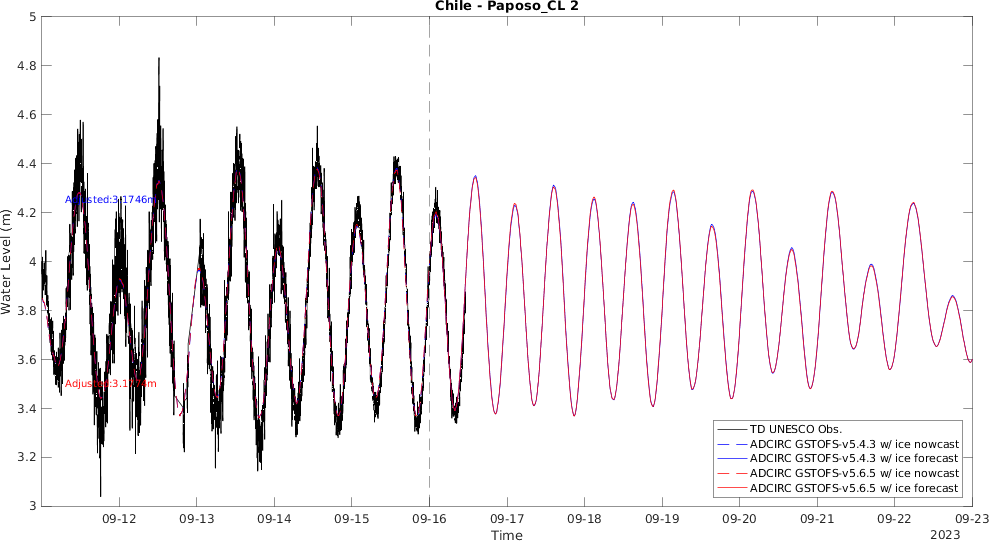 Chile - Paposo_CL 2
Water Level (m)
5
4.8
4.6
4.4
4.2
4
3.8
3.6
3.4
3.2
3
Adjusted:3.1746m
TD UNESCO Obs.
ADCIRC GSTOFS-v5.4.3 w/ ice nowcast
ADCIRC GSTOFS-v5.4.3 w/ ice forecast
ADCIRC GSTOFS-v5.6.5 w/ ice nowcast
ADCIRC GSTOFS-v5.6.5 w/ ice forecast
09-12 09-13 09-14 09-15 09-16 09-17 09-18 09-19 09-20 09-21 09-22 09-23
Time
2023